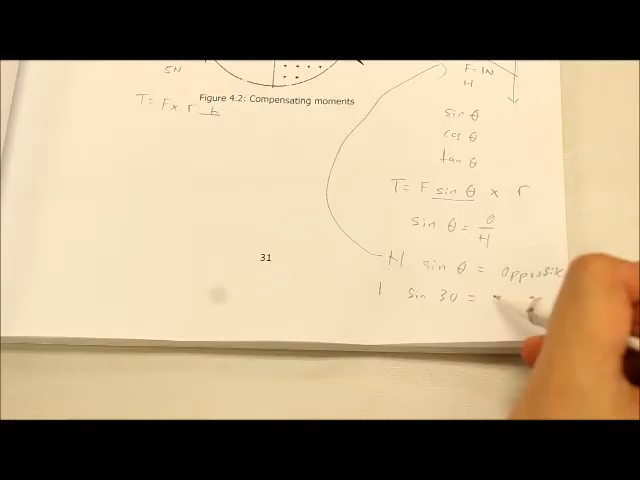 5N
F = 1N
H
T = F x r
b
Figure 4.2: Compensating moments
sin θ
cos θ
tan θ
T = F sin θ x r
sin θ = O/H
31
H sin θ = opposite
1 sin 30 =